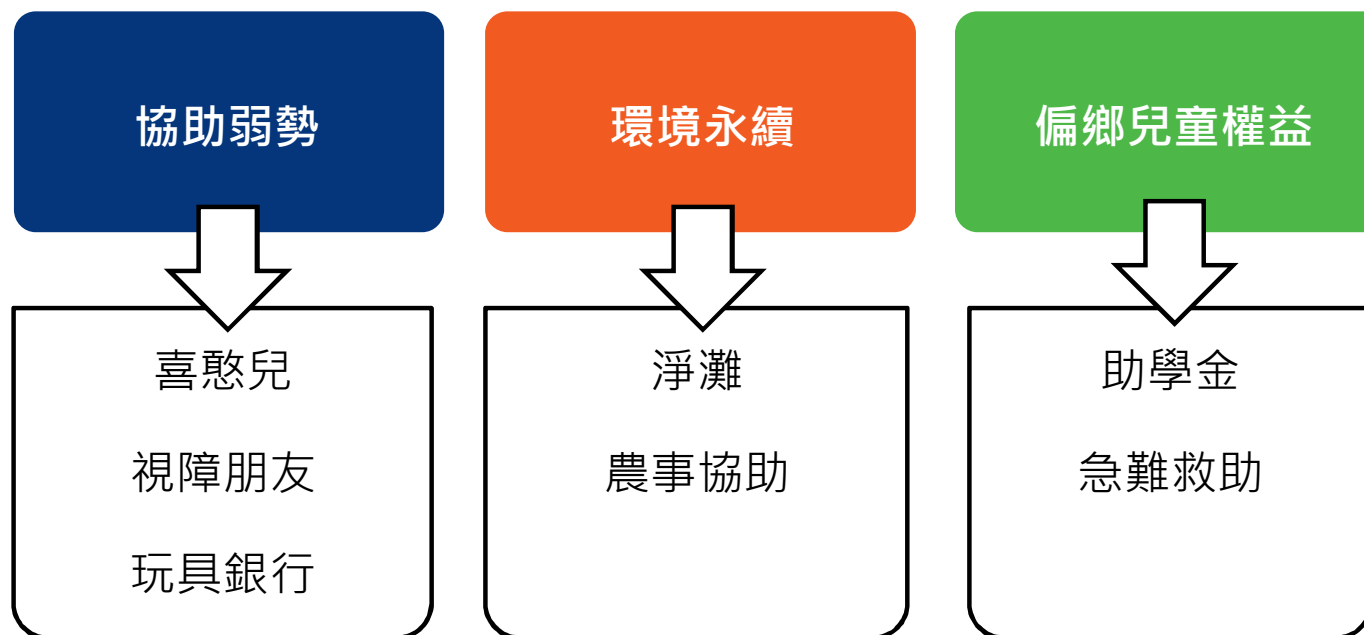 協助弱勢
環境永續
偏鄉兒童權益
喜憨兒
視障朋友
玩具銀行
淨灘
農事協助
助學金
急難救助